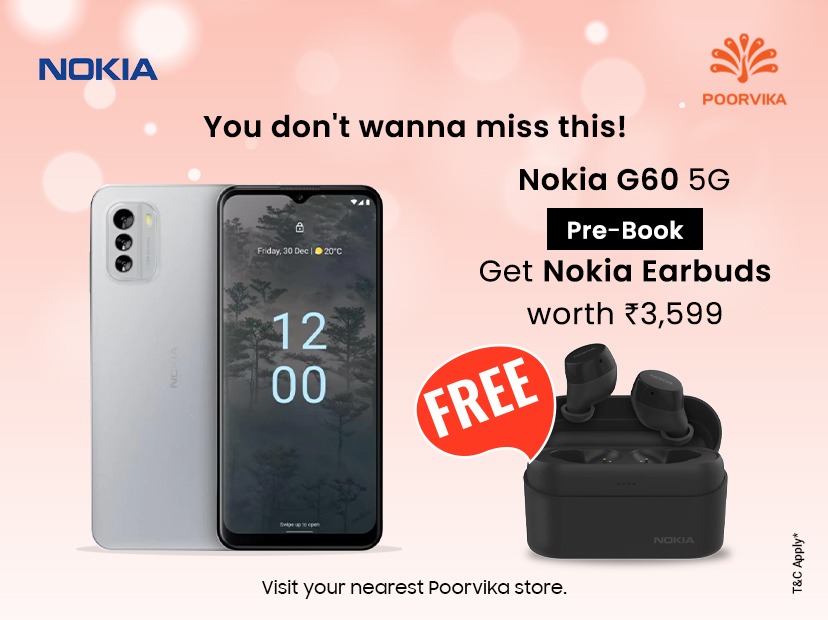 NOKIA
POORVIKA
You don't wanna miss this!
Nokia G60 5G
Pre-Book
Get Nokia Earbuds
worth ₹3,599
FREE
Friday, 30 Dec | 20°C
12
00
NOKIA
Swipe up to open
NOKIA
T&C Apply*
Visit your nearest Poorvika store.